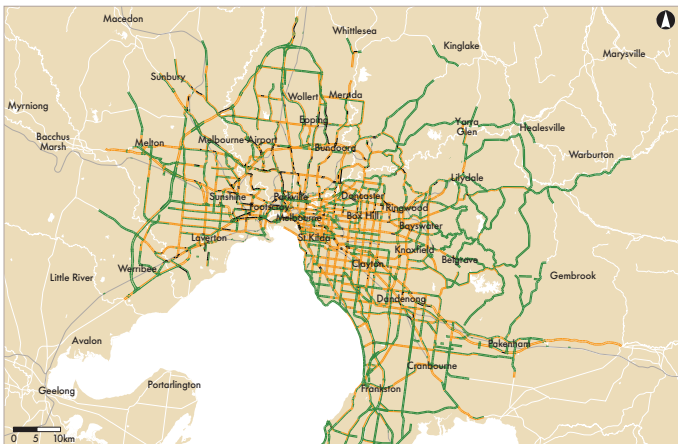 Macedon
Whittlesea
Kinglake
Marysville
Sunbury
Wollert
Mernda
Myrniong
Epping
Yarra
Glen
Healesville
Bacchus
Marsh
Melton
Melbourne Airport
Bundoora
Warburton
Lilydale
Sunshine
Parkville
Doncaster
Footscray
Ringwood
Melbourne
Box Hill
Bayswater
Laverton
St Kilda
Knoxfield
Belgrave
Clayton
Werribee
Little River
Gembrook
Dandenong
Avalon
Pakenham
Cranbourne
Geelong
Portarlington
Frankston
0 5 10km